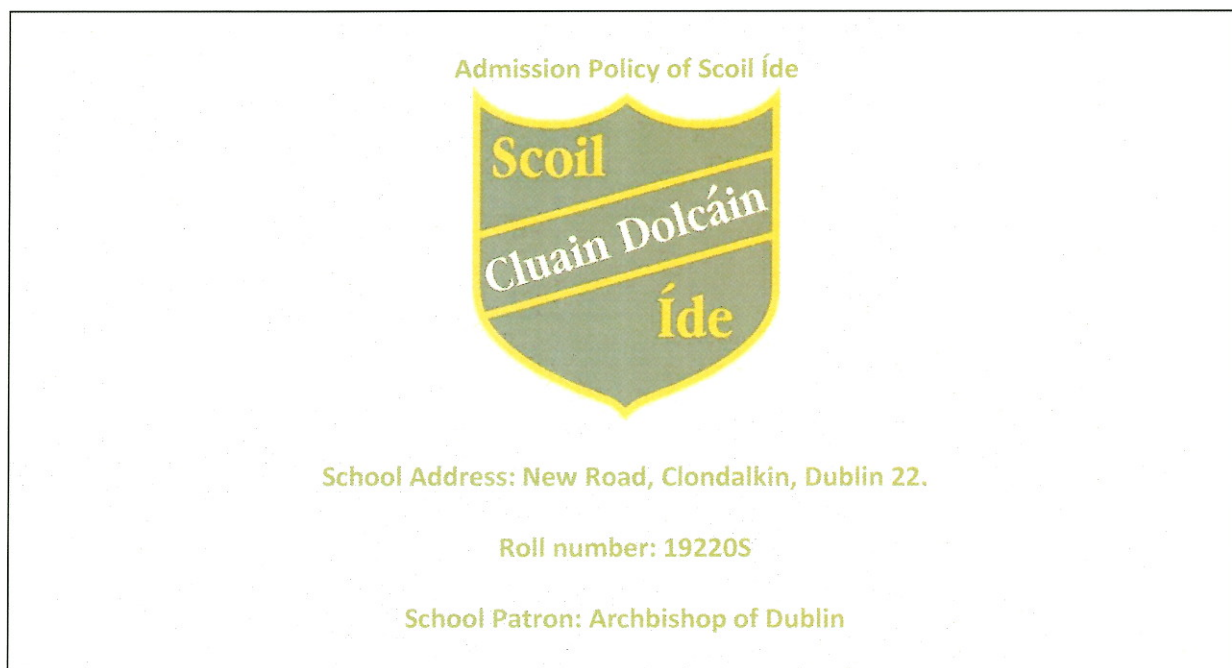 Admission Policy of Scoil Íde
Scoil
Cluain Dolcáin
Íde
School Address: New Road, Clondalkin, Dublin 22.
Roll number: 19220S
School Patron: Archbishop of Dublin